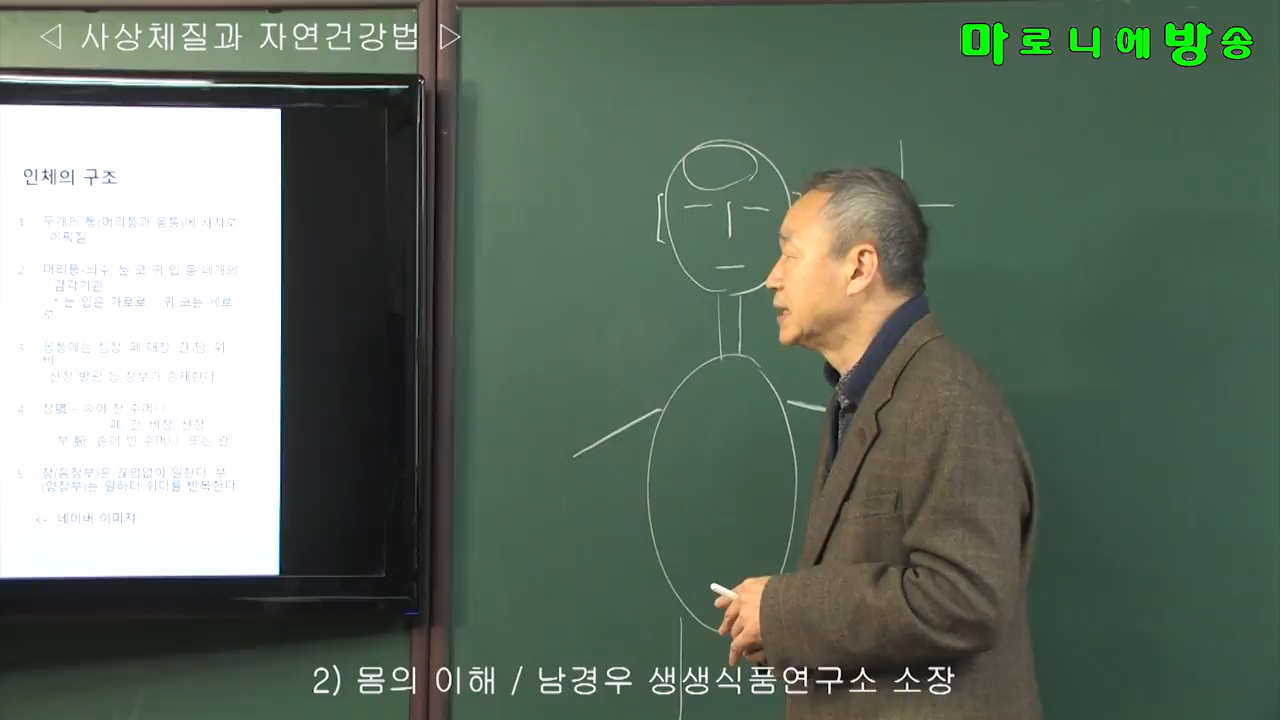 ◁ 사상체질과 자연건강법 ▷
마로니에방송
인체의 구조
1 두개의 통(머리통과 몸통)에 사지로
이뤄짐
2 머리통-뇌수, 눈 코 귀 입 등 네개의
감각기관
* 눈 입은 가로로 귀 코는 세로
로
3 몸통에는 심장, 폐 대장, 간 담, 위
비
신장 방광 등 장부가 존재한다
4 장臟 – 속이 찬 주머니
폐, 간, 비장, 신장
부 腑, 속이 빈 주머니, 또는 관
5 장(음장부)은 끊임없이 일한다. 부
(양장부)는 일하다 쉬다를 반복한다
<- 네이버 이미지
2) 몸의 이해 / 남경우 생생식품연구소 소장